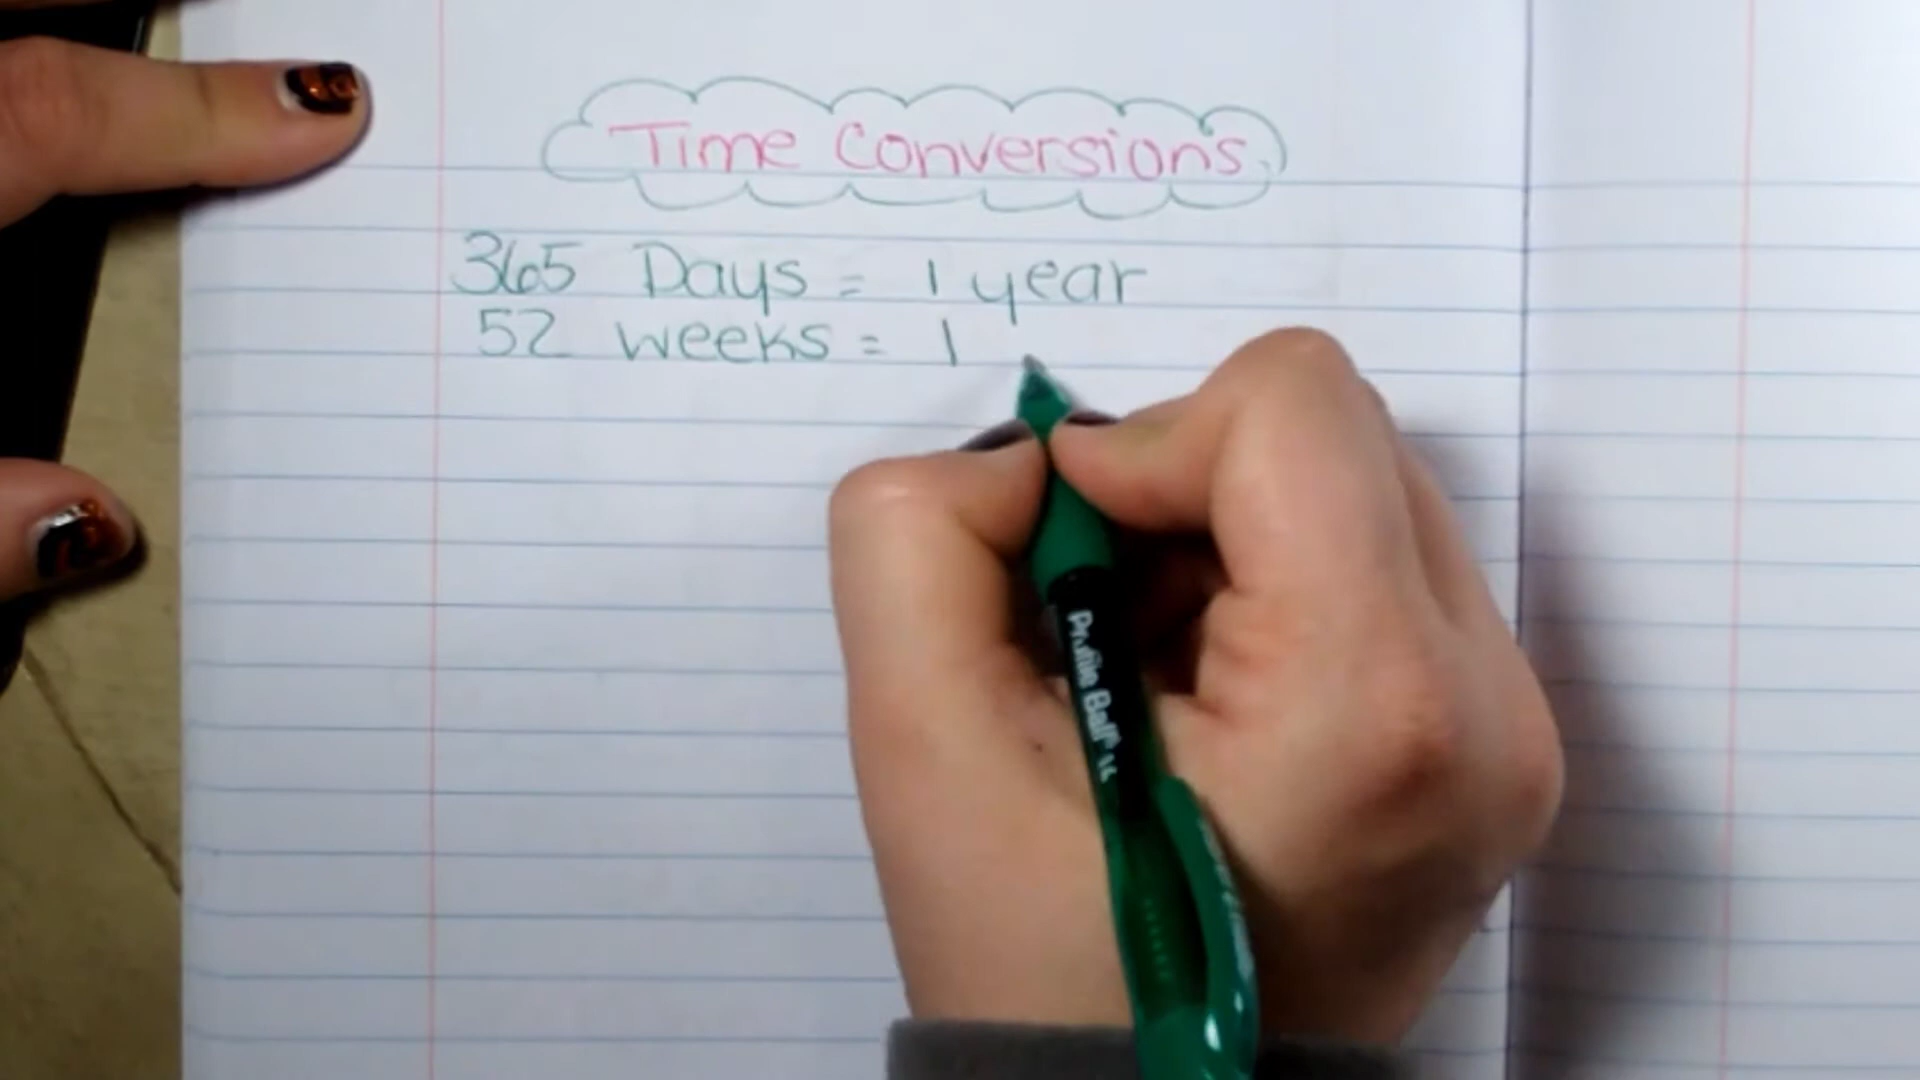 Time Conversions
365 Days = 1 year
52 weeks = 1
Profile Ball